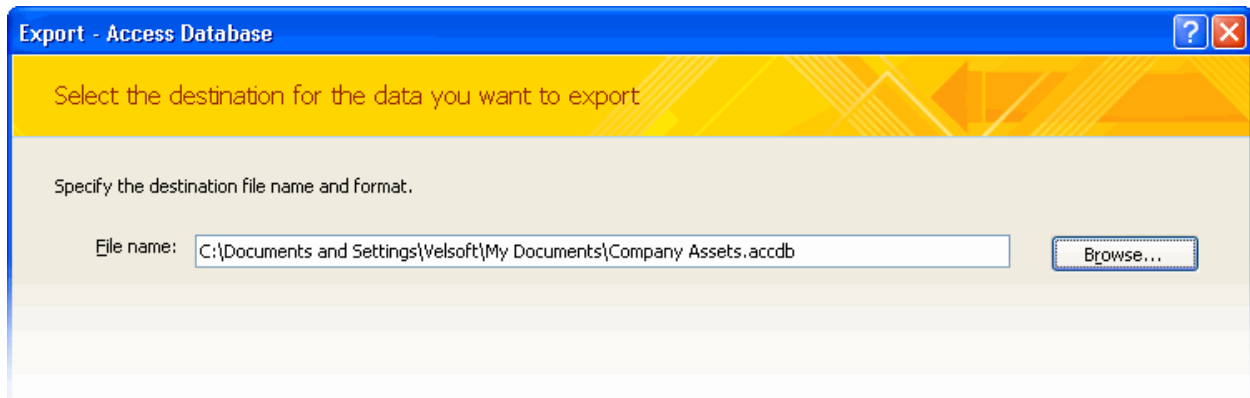 Export - Access Database
Select the destination for the data you want to export
Specify the destination file name and format.
File name: C:\Documents and Settings\Velsoft\My Documents\Company Assets.accdb Browse...